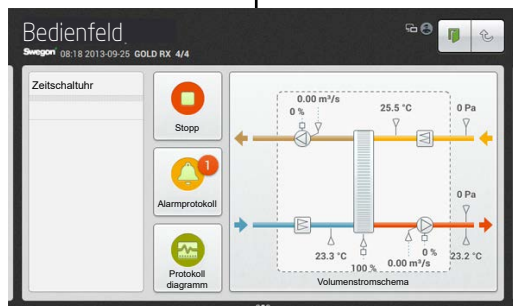 Bedienfeld
Swegon 08:18 2013-09-25 GOLD RX 4/4
Zeitschaltuhr
Stopp
1
Alarmprotokoll
Protokoll
diagramm
0.00 m³/s
0 %
25.5 °C
0 Pa
0 Pa
23.3 °C
100 %
0.00 m³/s
0 %
23.2 °C
Volumenstromschema